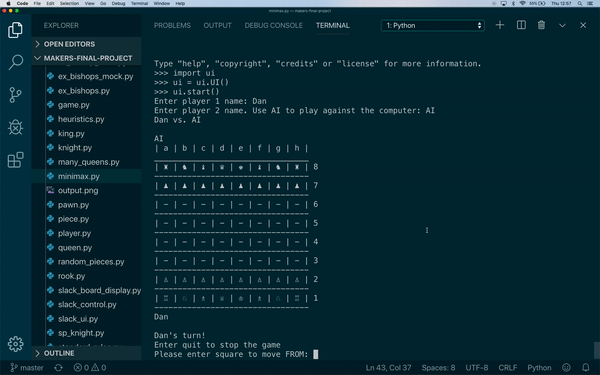 minimax.py — makers-final-project
Code File Edit Selection View Go Debug Terminal Window Help
Thu 12:57
EXPLORER
PROBLEMS OUTPUT DEBUG CONSOLE TERMINAL 1: Python
OPEN EDITORS
MAKERS-FINAL-PROJECT
ex_bishops_mock.py
ex_bishops.py
game.py
heuristics.py
king.py
knight.py
many_queens.py
minimax.py
output.png
pawn.py
piece.py
player.py
queen.py
random_pieces.py
rook.py
slack_board_display.py
slack_control.py
slack_ui.py
sp_knight.py
OUTLINE
Type "help", "copyright", "credits" or "license" for more information.
>>> import ui
>>> ui = ui.UI()
>>> ui.start()
Enter player 1 name: Dan
Enter player 2 name. Use AI to play against the computer: AI
Dan vs. AI
AI
| a | b | c | d | e | f | g | h |
| ♜ | ♞ | ♝ | ♛ | ♚ | ♝ | ♞ | ♜ | 8
| ♟ | ♟ | ♟ | ♟ | ♟ | ♟ | ♟ | ♟ | 7
| - | - | - | - | - | - | - | - | 6
| - | - | - | - | - | - | - | - | 5
| - | - | - | - | - | - | - | - | 4
| - | - | - | - | - | - | - | - | 3
| ♙ | ♙ | ♙ | ♙ | ♙ | ♙ | ♙ | ♙ | 2
| ♖ | ♘ | ♗ | ♕ | ♔ | ♗ | ♘ | ♖ | 1
Dan
Dan's turn!
Enter quit to stop the game
Please enter square to move FROM:
master 0 0 Ln 43, Col 37 Spaces: 8 UTF-8 CRLF Python